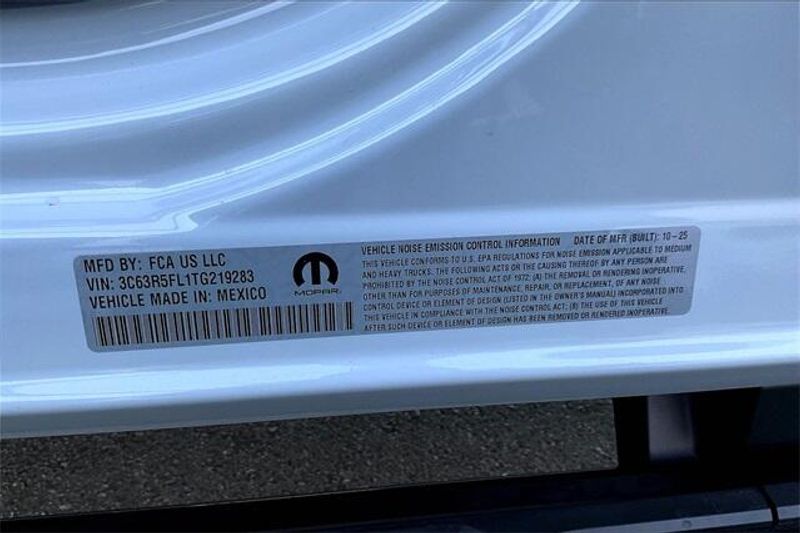 MFD BY: FCA US LLC
VIN: 3C63R5FL1TG219283
VEHICLE MADE IN: MEXICO
MOPAR
VEHICLE NOISE EMISSION CONTROL INFORMATION DATE OF MFR (BUILT): 10-25
THIS VEHICLE CONFORMS TO U.S. EPA REGULATIONS FOR NOISE EMISSION APPLICABLE TO MEDIUM
AND HEAVY TRUCKS. THE FOLLOWING ACTS OR THE CAUSING THEREOF BY ANY PERSON ARE
PROHIBITED BY THE NOISE CONTROL ACT OF 1972: (A) THE REMOVAL OR RENDERING INOPERATIVE,
OTHER THAN FOR PURPOSES OF MAINTENANCE, REPAIR, OR REPLACEMENT, OF ANY NOISE
CONTROL DEVICE OR ELEMENT OF DESIGN (LISTED IN THE OWNER'S MANUAL) INCORPORATED INTO
THIS VEHICLE IN COMPLIANCE WITH THE NOISE CONTROL ACT; (B) THE USE OF THIS VEHICLE
AFTER SUCH DEVICE OR ELEMENT OF DESIGN HAS BEEN REMOVED OR RENDERED INOPERATIVE.